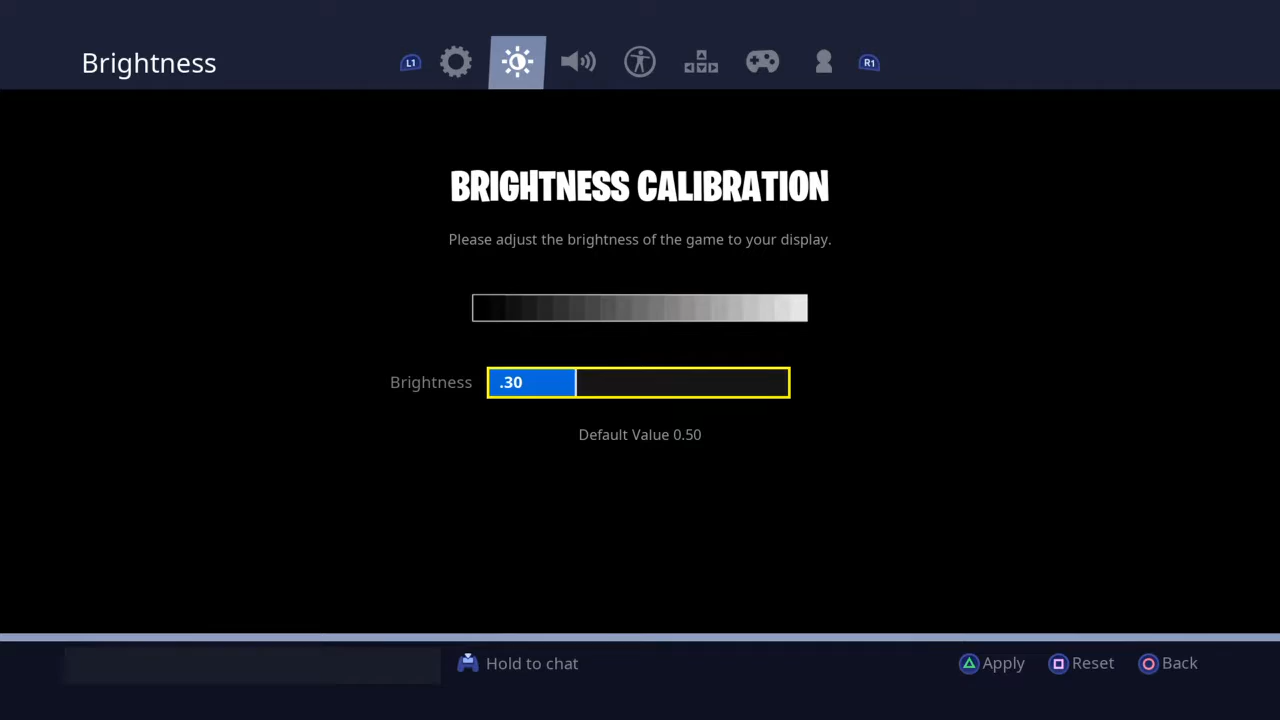 Brightness
L1
R1
BRIGHTNESS CALIBRATION
Please adjust the brightness of the game to your display.
Brightness .30
Default Value 0.50
Hold to chat Apply Reset Back